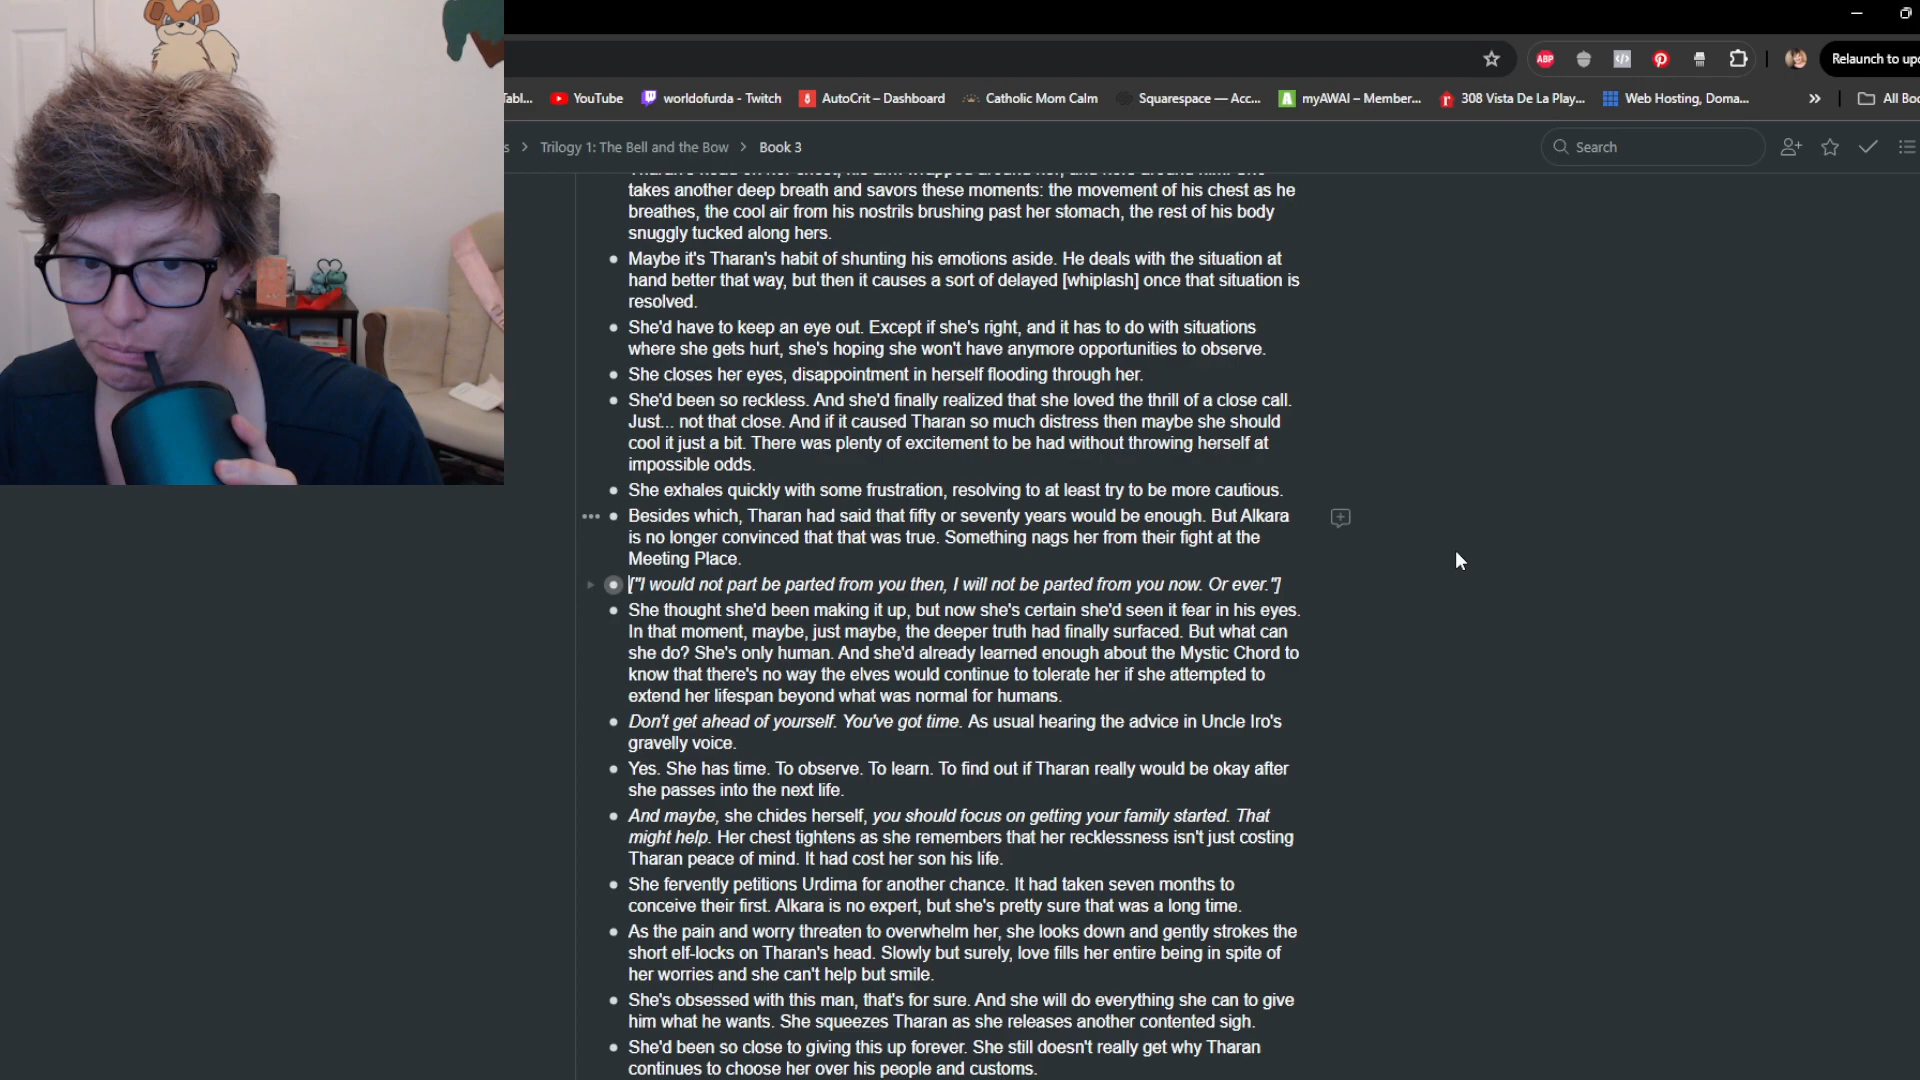 Relaunch to up
ABP
YouTube
worldofurda - Twitch
AutoCrit – Dashboard
Catholic Mom Calm
Squarespace — Acc...
myAWAI – Member...
308 Vista De La Play...
Web Hosting, Doma...
»
All Boo
s > Trilogy 1: The Bell and the Bow > Book 3
Search
takes another deep breath and savors these moments: the movement of his chest as he
breathes, the cool air from his nostrils brushing past her stomach, the rest of his body
snuggly tucked along hers.
Maybe it's Tharan's habit of shunting his emotions aside. He deals with the situation at
hand better that way, but then it causes a sort of delayed [whiplash] once that situation is
resolved.
She'd have to keep an eye out. Except if she's right, and it has to do with situations
where she gets hurt, she's hoping she won't have anymore opportunities to observe.
She closes her eyes, disappointment in herself flooding through her.
She'd been so reckless. And she'd finally realized that she loved the thrill of a close call.
Just... not that close. And if it caused Tharan so much distress then maybe she should
cool it just a bit. There was plenty of excitement to be had without throwing herself at
impossible odds.
She exhales quickly with some frustration, resolving to at least try to be more cautious.
Besides which, Tharan had said that fifty or seventy years would be enough. But Alkara
is no longer convinced that that was true. Something nags her from their fight at the
Meeting Place.
["I would not part be parted from you then, I will not be parted from you now. Or ever."]
She thought she'd been making it up, but now she's certain she'd seen it fear in his eyes.
In that moment, maybe, just maybe, the deeper truth had finally surfaced. But what can
she do? She's only human. And she'd already learned enough about the Mystic Chord to
know that there's no way the elves would continue to tolerate her if she attempted to
extend her lifespan beyond what was normal for humans.
Don't get ahead of yourself. You've got time. As usual hearing the advice in Uncle Iro's
gravelly voice.
Yes. She has time. To observe. To learn. To find out if Tharan really would be okay after
she passes into the next life.
And maybe, she chides herself, you should focus on getting your family started. That
might help. Her chest tightens as she remembers that her recklessness isn't just costing
Tharan peace of mind. It had cost her son his life.
She fervently petitions Urdima for another chance. It had taken seven months to
conceive their first. Alkara is no expert, but she's pretty sure that was a long time.
As the pain and worry threaten to overwhelm her, she looks down and gently strokes the
short elf-locks on Tharan's head. Slowly but surely, love fills her entire being in spite of
her worries and she can't help but smile.
She's obsessed with this man, that's for sure. And she will do everything she can to give
him what he wants. She squeezes Tharan as she releases another contented sigh.
She'd been so close to giving this up forever. She still doesn't really get why Tharan
continues to choose her over his people and customs.